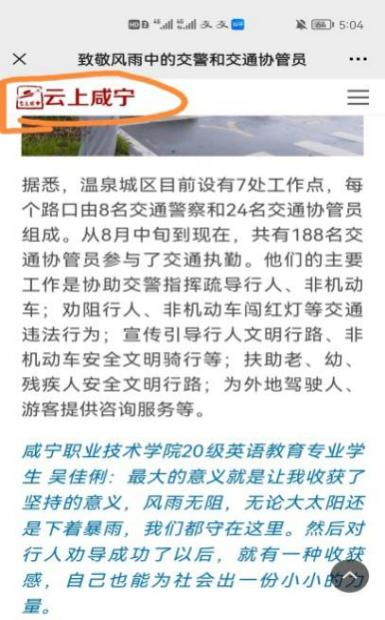 5:04
致敬风雨中的交警和交通协管员
云上咸宁
据悉，温泉城区目前设有7处工作点，每
个路口由8名交通警察和24名交通协管员
组成。从8月中旬到现在，共有188名交
通协管员参与了交通执勤。他们的主要
工作是协助交警指挥疏导行人、非机动
车；劝阻行人、非机动车闯红灯等交通
违法行为；宣传引导行人文明行路、非
机动车安全文明骑行等；扶助老、幼、
残疾人安全文明行路；为外地驾驶人、
游客提供咨询服务等。
咸宁职业技术学院20级英语教育专业学
生 吴佳俐：最大的意义就是让我收获了
坚持的意义，风雨无阻，无论大太阳还
是下着暴雨，我们都守在这里。然后对
行人劝导成功了以后，就有一种收获
感，自己也能为社会出一份小小的力
量。